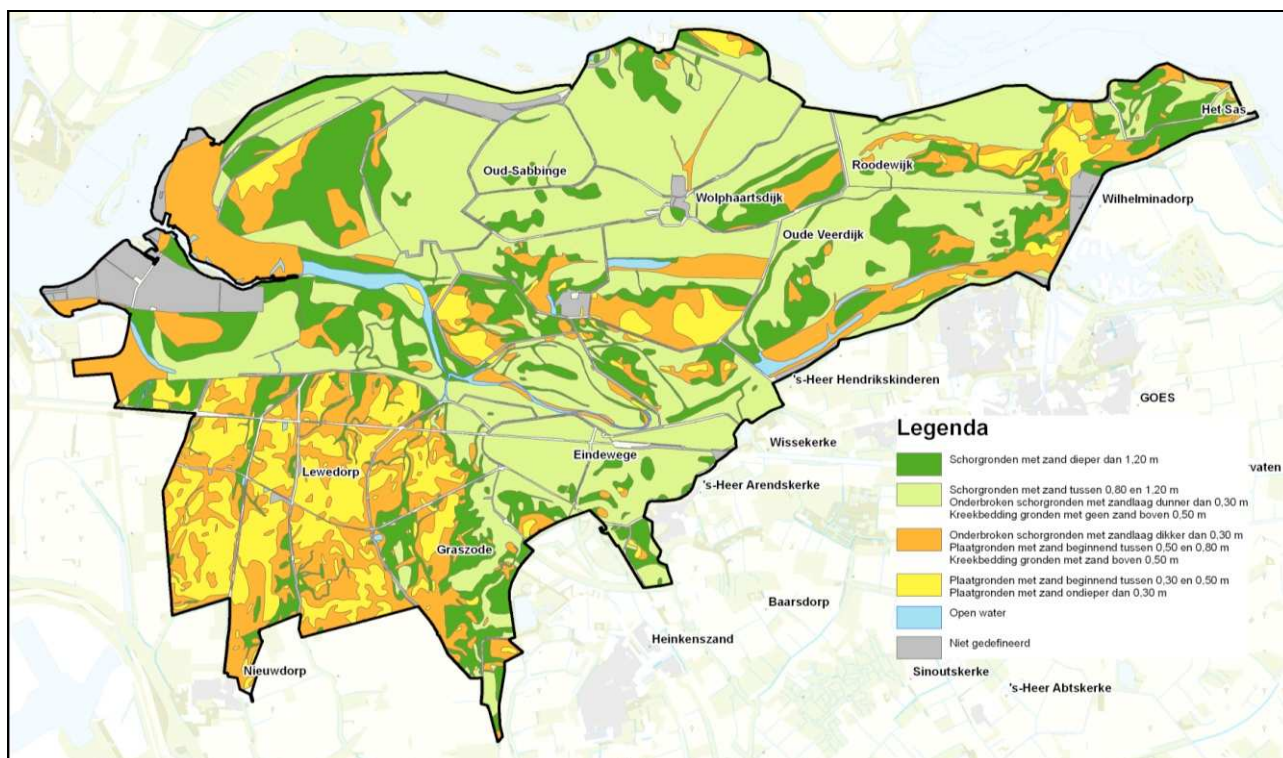 Het Sas
Oud-Sabbinge
Roodewijk
Wolphaartsdijk
Wilhelminadorp
Oude Veerdijk
's-Heer Hendrikskinderen
GOES
Wissekerke
Eindewege
's-Heer Arendskerke
Lewedorp
Graszode
Baarsdorp
Heinkenszand
Nieuwdorp
Sinoutskerke
's-Heer Abtskerke
vaten
Legenda
Schorgronden met zand dieper dan 1,20 m
Schorgronden met zand tussen 0,80 en 1,20 m
Onderbroken schorgronden met zandlaag dunner dan 0,30 m
Kreekbedding gronden met geen zand boven 0,50 m
Onderbroken schorgronden met zandlaag dikker dan 0,30 m
Plaatgronden met zand beginnend tussen 0,50 en 0,80 m
Kreekbedding gronden met zand boven 0,50 m
Plaatgronden met zand beginnend tussen 0,30 en 0,50 m
Plaatgronden met zand ondieper dan 0,30 m
Open water
Niet gedefineerd